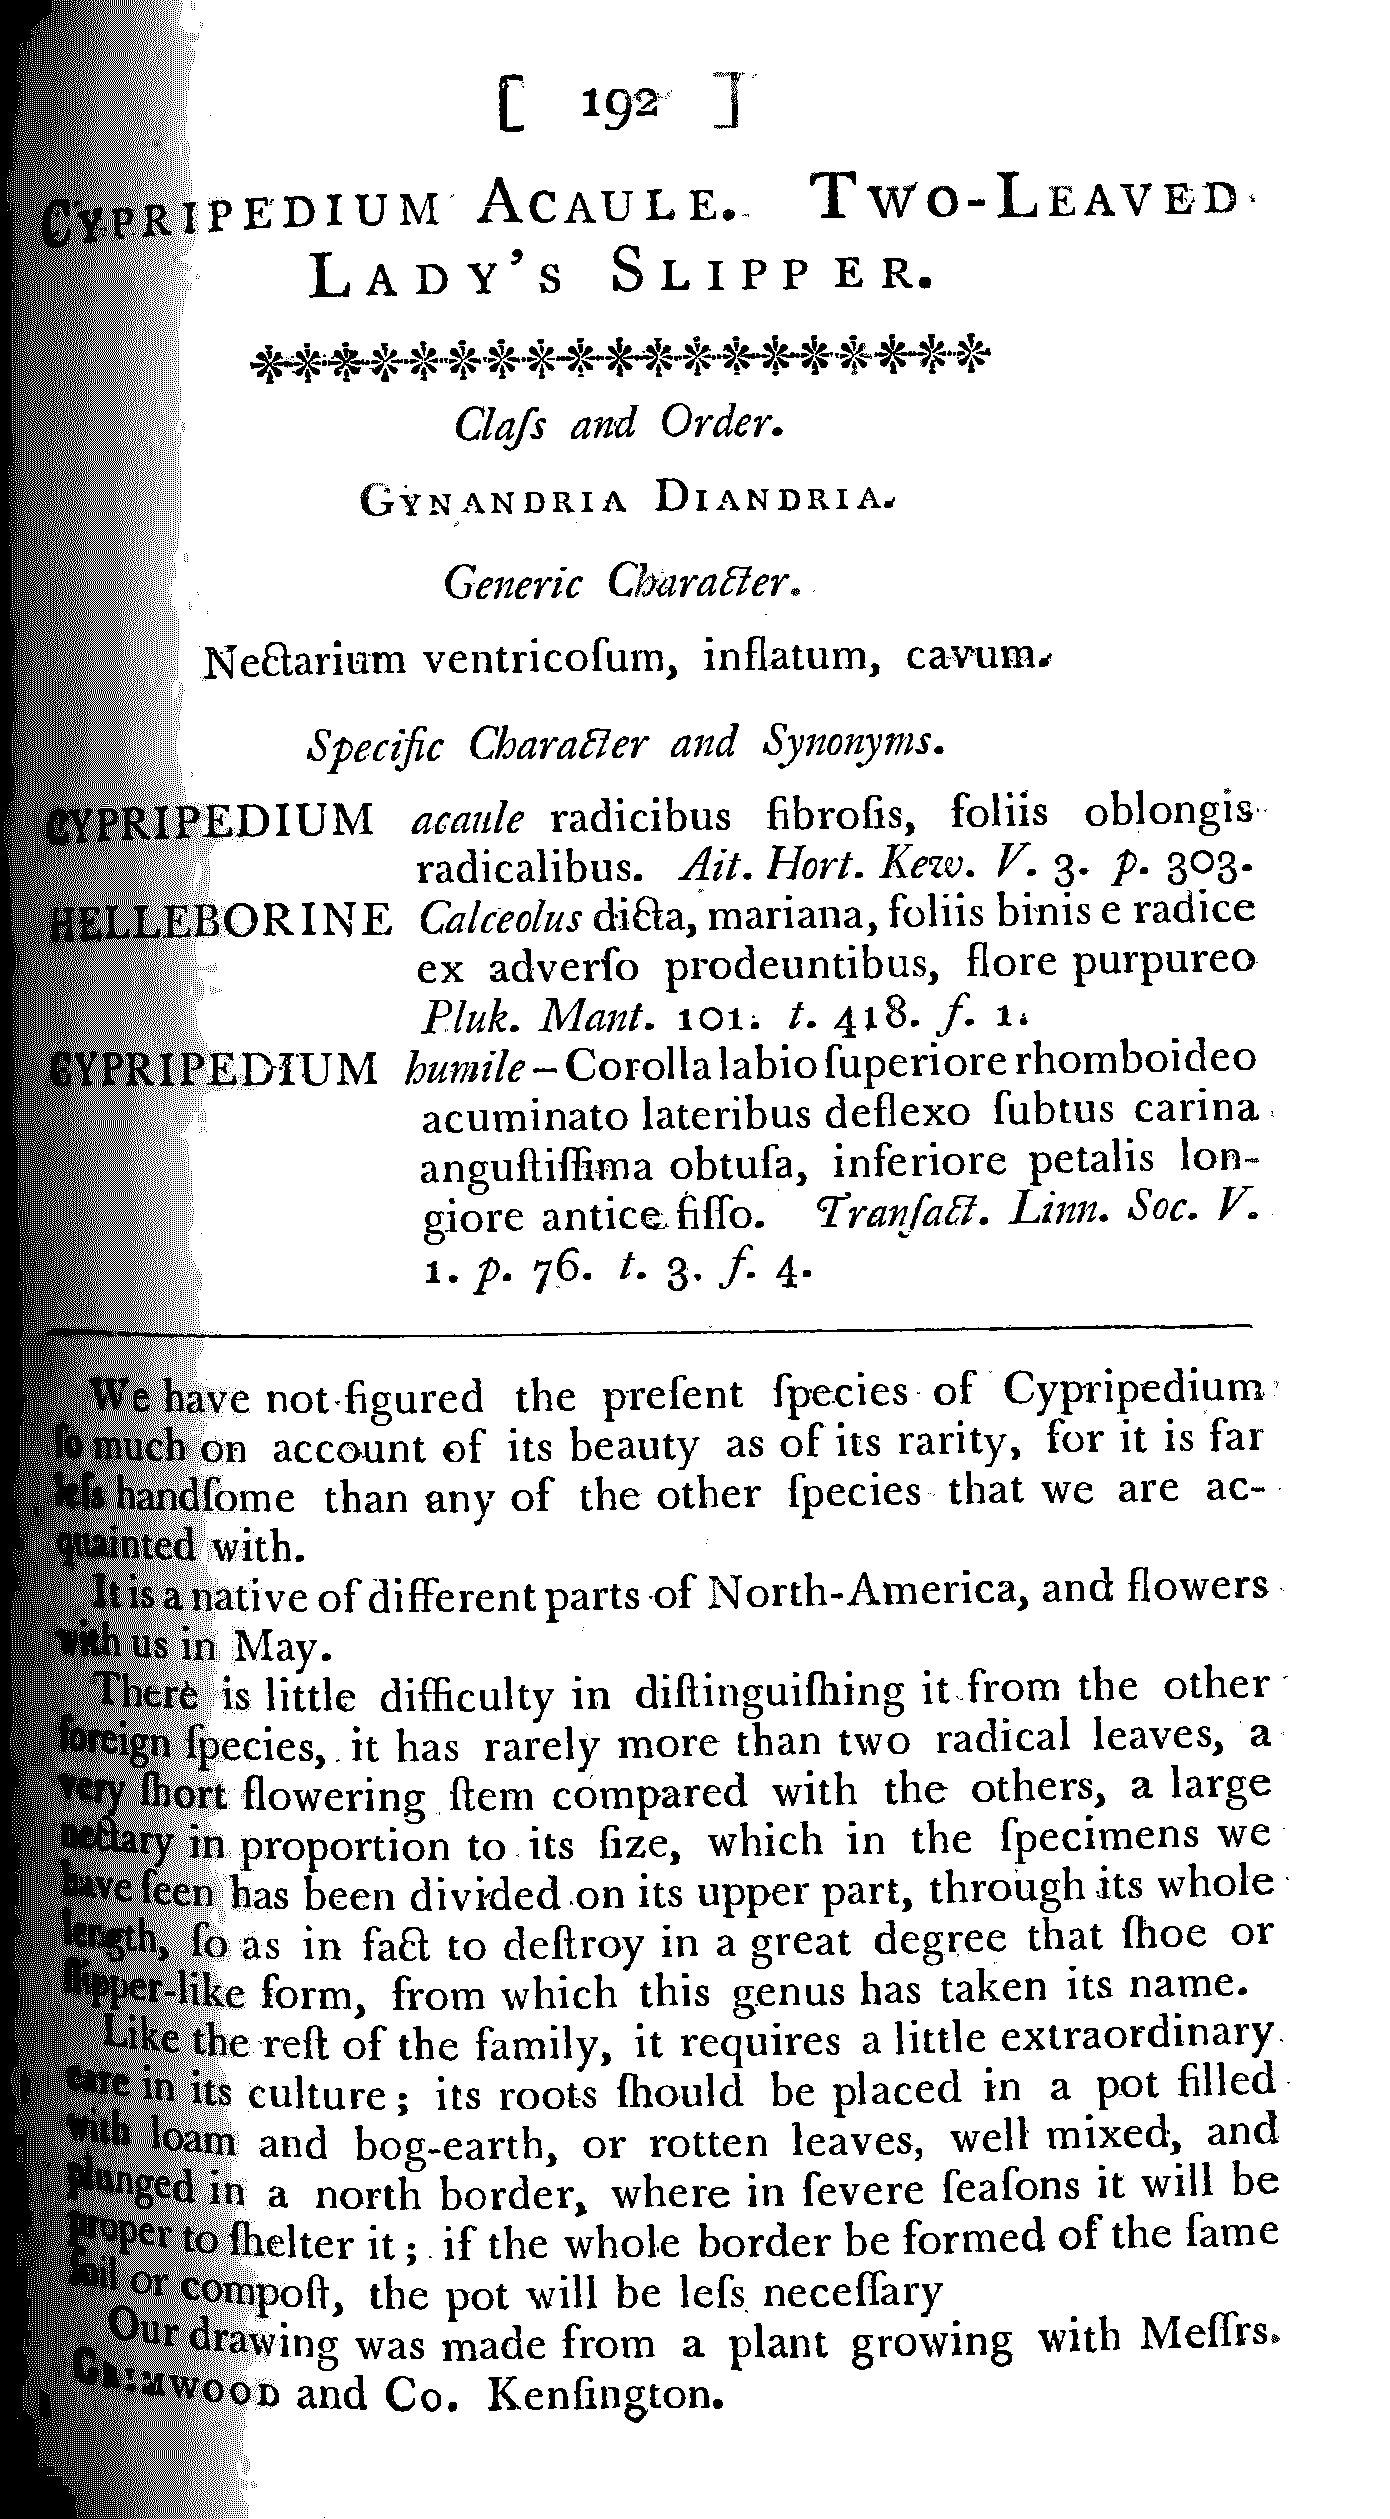 [ 192 ]
CYPRIPEDIUM ACAULE. TWO-LEAVED
LADY'S SLIPPER.
Claſs and Order.
GYNANDRIA DIANDRIA.
Generic Character.
Nectarium ventricoſum, inflatum, cavum.
Specific Character and Synonyms.
CYPRIPEDIUM acaule radicibus fibroſis, foliis oblongis
radicalibus. Ait. Hort. Kew. V. 3. p. 303.
HELLEBORINE Calceolus dicta, mariana, foliis binis e radice
ex adverſo prodeuntibus, flore purpureo
Pluk. Mant. 101. t. 418. f. 1.
CYPRIPEDIUM humile – Corolla labio ſuperiore rhomboideo
acuminato lateribus deflexo ſubtus carina
anguſtiſſima obtuſa, inferiore petalis lon-
giore antice fiſſo. Tranſact. Linn. Soc. V.
1. p. 76. t. 3. f. 4.
We have not figured the preſent ſpecies of Cypripedium
ſo much on account of its beauty as of its rarity, for it is far
leſs handſome than any of the other ſpecies that we are ac-
quainted with.
It is a native of different parts of North-America, and flowers
with us in May.
There is little difficulty in diſtinguiſhing it from the other
foreign ſpecies, it has rarely more than two radical leaves, a
very ſhort flowering ſtem compared with the others, a large
nectary in proportion to its ſize, which in the ſpecimens we
have ſeen has been divided on its upper part, through its whole
length, ſo as in fact to deſtroy in a great degree that ſhoe or
ſlipper-like form, from which this genus has taken its name.
Like the reſt of the family, it requires a little extraordinary
care in its culture; its roots ſhould be placed in a pot filled
with loam and bog-earth, or rotten leaves, well mixed, and
plunged in a north border, where in ſevere ſeaſons it will be
proper to ſhelter it; if the whole border be formed of the ſame
ſoil or compoſt, the pot will be leſs neceſſary
Our drawing was made from a plant growing with Meſſrs.
GRIMWOOD and Co. Kenſington.